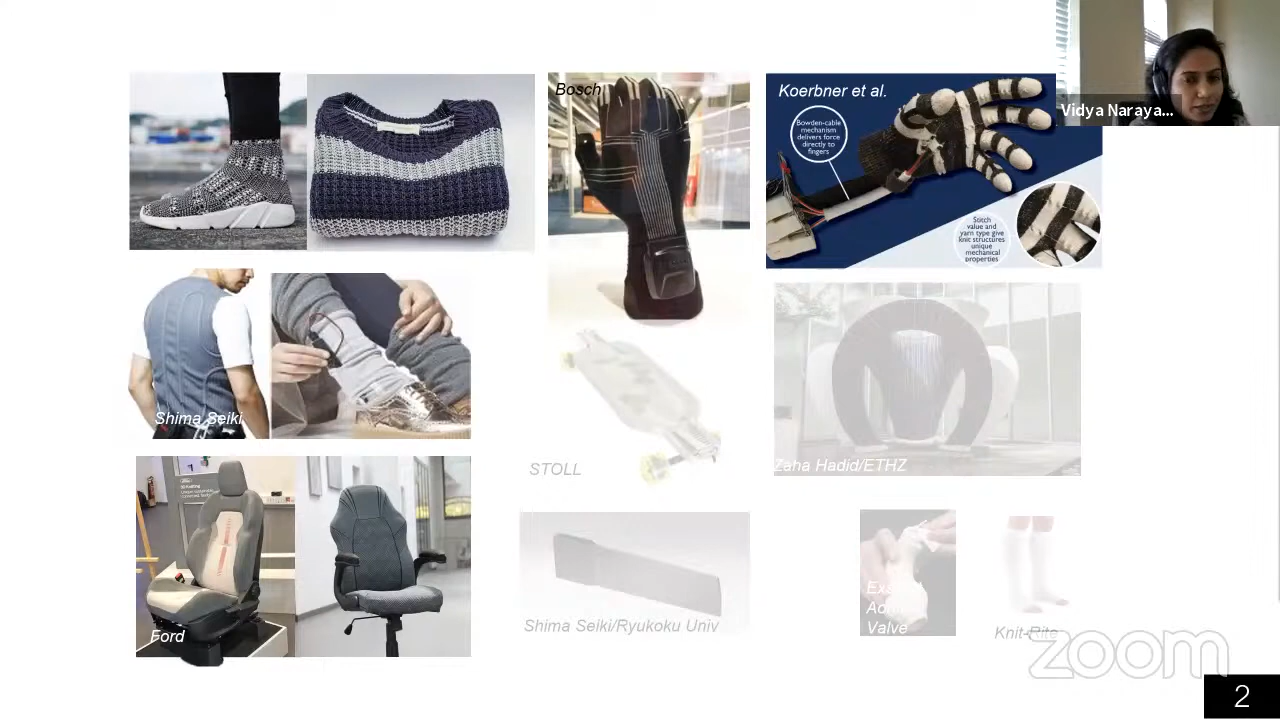 Bosch
Koerbner et al.
Bowden-cable
mechanism
delivers force
directly to
fingers
Vidya Naraya...
Stitch
value and
yarn type give
knit structures
unique
mechanical
properties
Shima Seiki
STOLL
Zaha Hadid/ETHZ
Ford
Shima Seiki/Ryukoku Univ
Valve
Knit-Rite
zoom
2